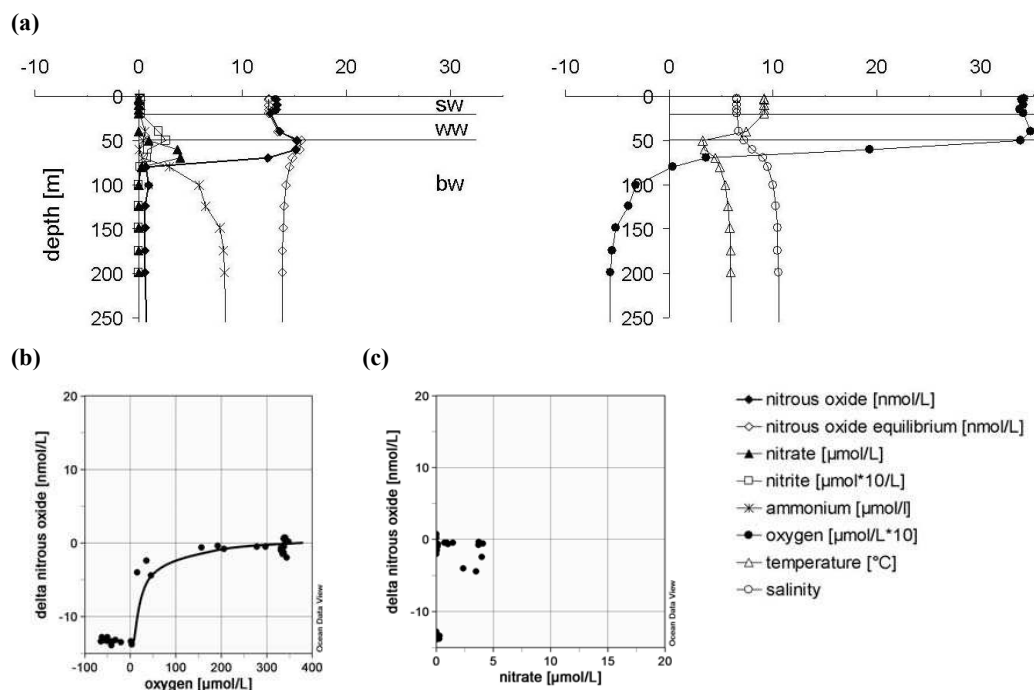 (a)
-10 0 10 20 30
-10 0 10 20 30
0
50
100
150
200
250
0
50
100
150
200
250
depth [m]
sw
ww
bw
(b)
(c)
20
10
0
-10
delta nitrous oxide [nmol/L]
-100 0 100 200 300 400
oxygen [µmol/L]
Ocean Data View
20
10
0
-10
delta nitrous oxide [nmol/L]
0 5 10 15 20
nitrate [µmol/L]
Ocean Data View
nitrous oxide [nmol/L]
nitrous oxide equilibrium [nmol/L]
nitrate [µmol/L]
nitrite [µmol*10/L]
ammonium [µmol/l]
oxygen [µmol/L*10]
temperature [°C]
salinity